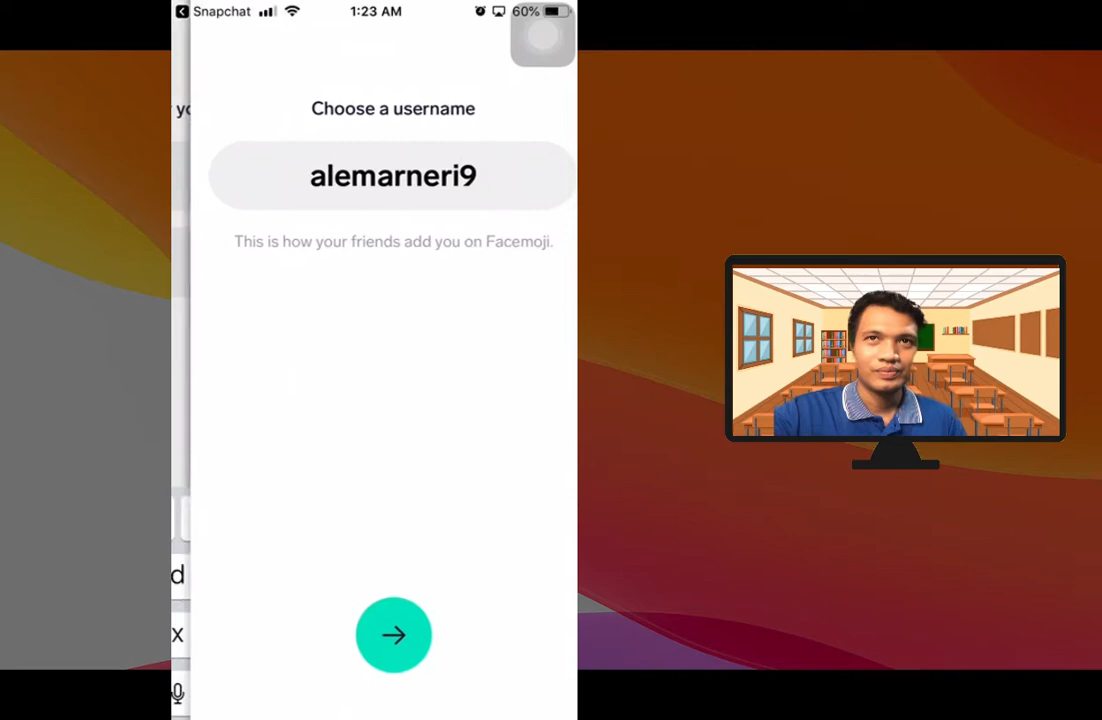 Snapchat 1:23 AM 60%
Choose a username
alemarneri9
This is how your friends add you on Facemoji.
d
x